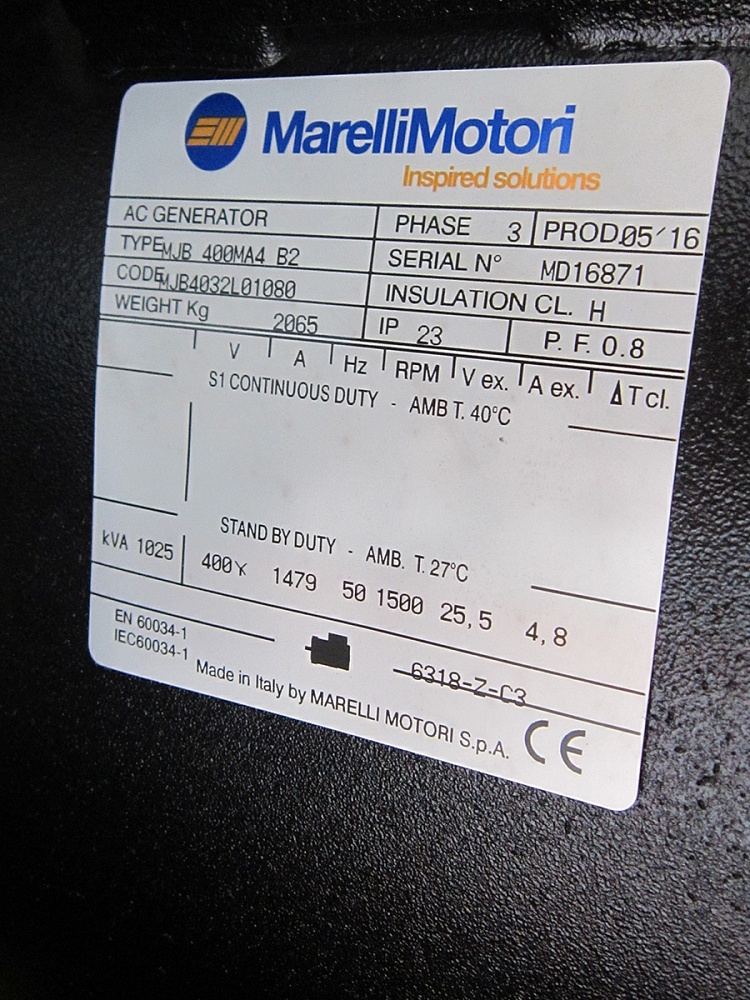 MarelliMotori
Inspired solutions
AC GENERATOR PHASE 3 PROD. 05/16
TYPE MJB 400MA4 B2 SERIAL N° MD16871
CODE MJB4032L01080 INSULATION CL. H
WEIGHT Kg 2065 IP 23 P. F. 0.8
V A Hz RPM V ex. A ex. ΔT cl.
S1 CONTINUOUS DUTY - AMB T. 40°C
STAND BY DUTY - AMB. T. 27°C
kVA 1025 400Y 1479 50 1500 25,5 4,8
EN 60034-1
IEC60034-1
6318-Z-C3
Made in Italy by MARELLI MOTORI S.p.A. CE